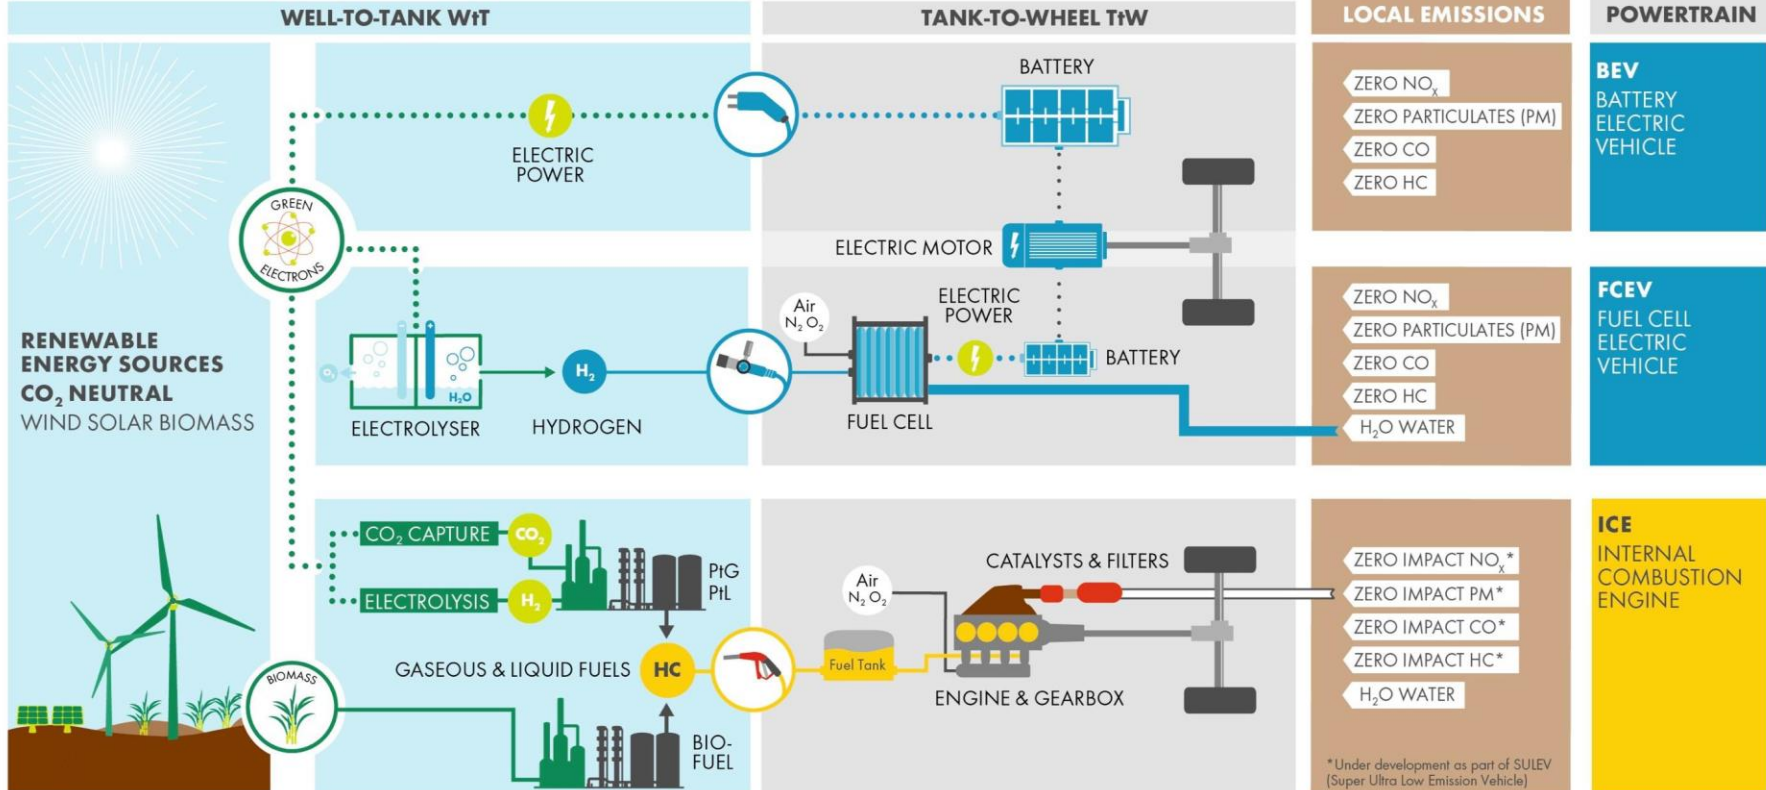 WELL-TO-TANK WtT
TANK-TO-WHEEL TtW
LOCAL EMISSIONS
POWERTRAIN
GREEN
ELECTRONS
RENEWABLE
ENERGY SOURCES
CO₂ NEUTRAL
WIND SOLAR BIOMASS
BIOMASS
ELECTRIC
POWER
BATTERY
ELECTRIC MOTOR
ZERO NOₓ
ZERO PARTICULATES (PM)
ZERO CO
ZERO HC
BEV
BATTERY
ELECTRIC
VEHICLE
O₂
-
+
H₂O
ELECTROLYSER
H₂
HYDROGEN
Air
N₂ O₂
FUEL CELL
ELECTRIC
POWER
BATTERY
ZERO NOₓ
ZERO PARTICULATES (PM)
ZERO CO
ZERO HC
H₂O WATER
FCEV
FUEL CELL
ELECTRIC
VEHICLE
CO₂ CAPTURE
CO₂
ELECTROLYSIS
H₂
PtG
PtL
GASEOUS & LIQUID FUELS
HC
BIO-
FUEL
Fuel Tank
Air
N₂ O₂
CATALYSTS & FILTERS
ENGINE & GEARBOX
ZERO IMPACT NOₓ*
ZERO IMPACT PM*
ZERO IMPACT CO*
ZERO IMPACT HC*
H₂O WATER
*Under development as part of SULEV
(Super Ultra Low Emission Vehicle)
ICE
INTERNAL
COMBUSTION
ENGINE